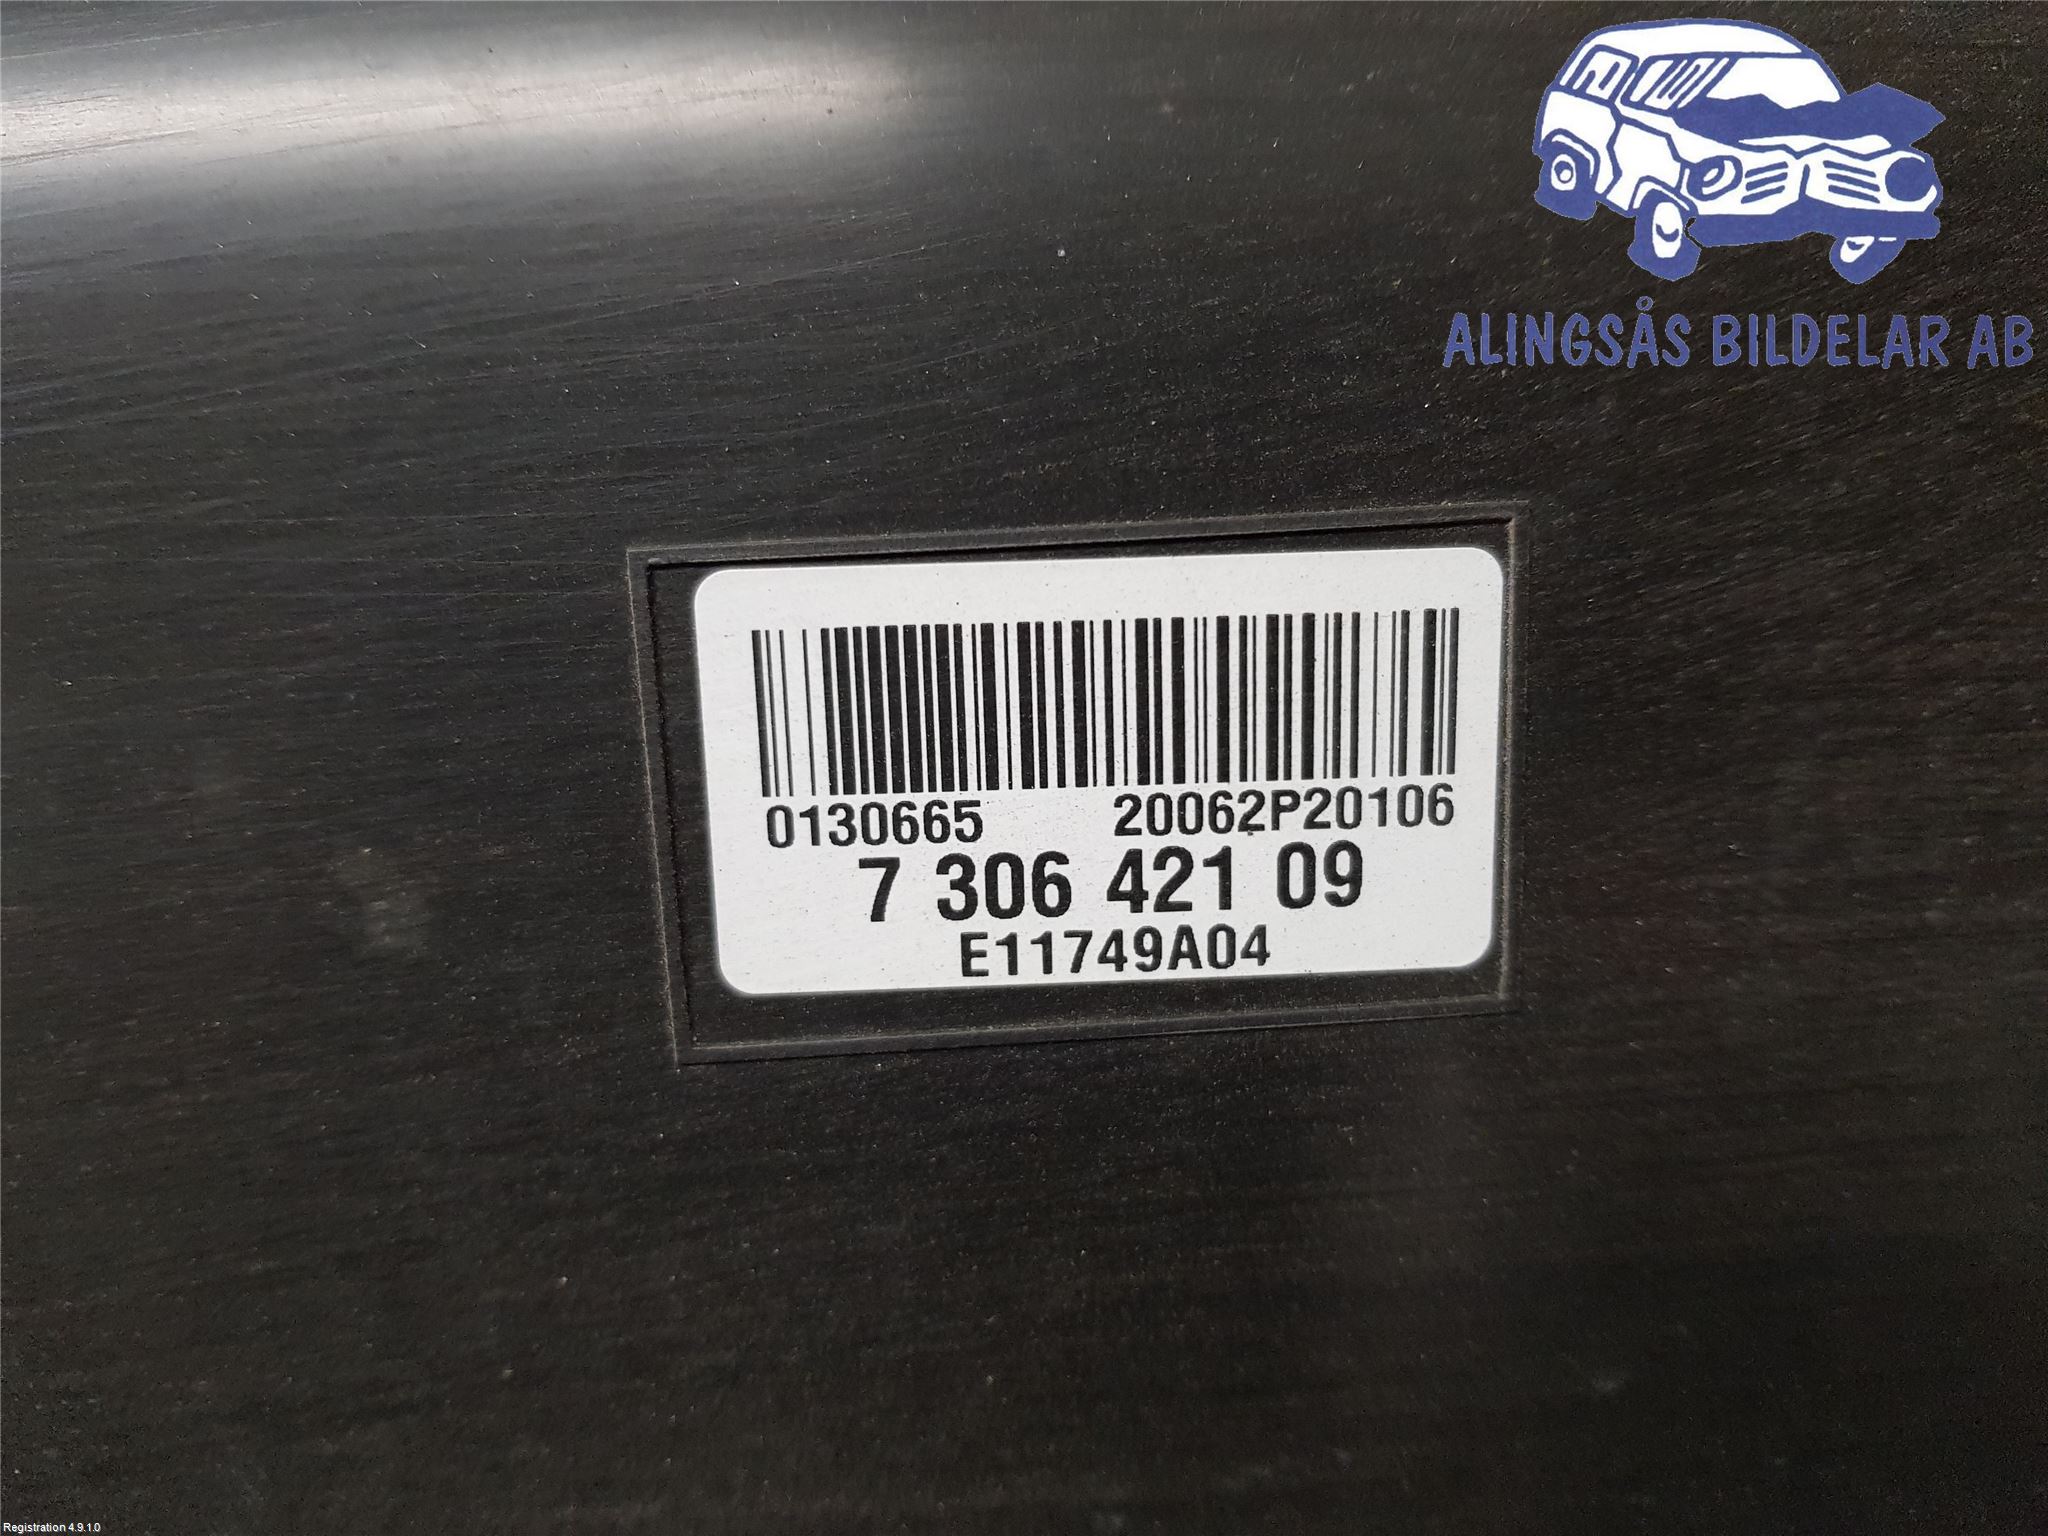 ALINGSÅS BILDELAR AB
0130665 20062P20106
7 306 421 09
E11749A04
Registration 4.9.1.0